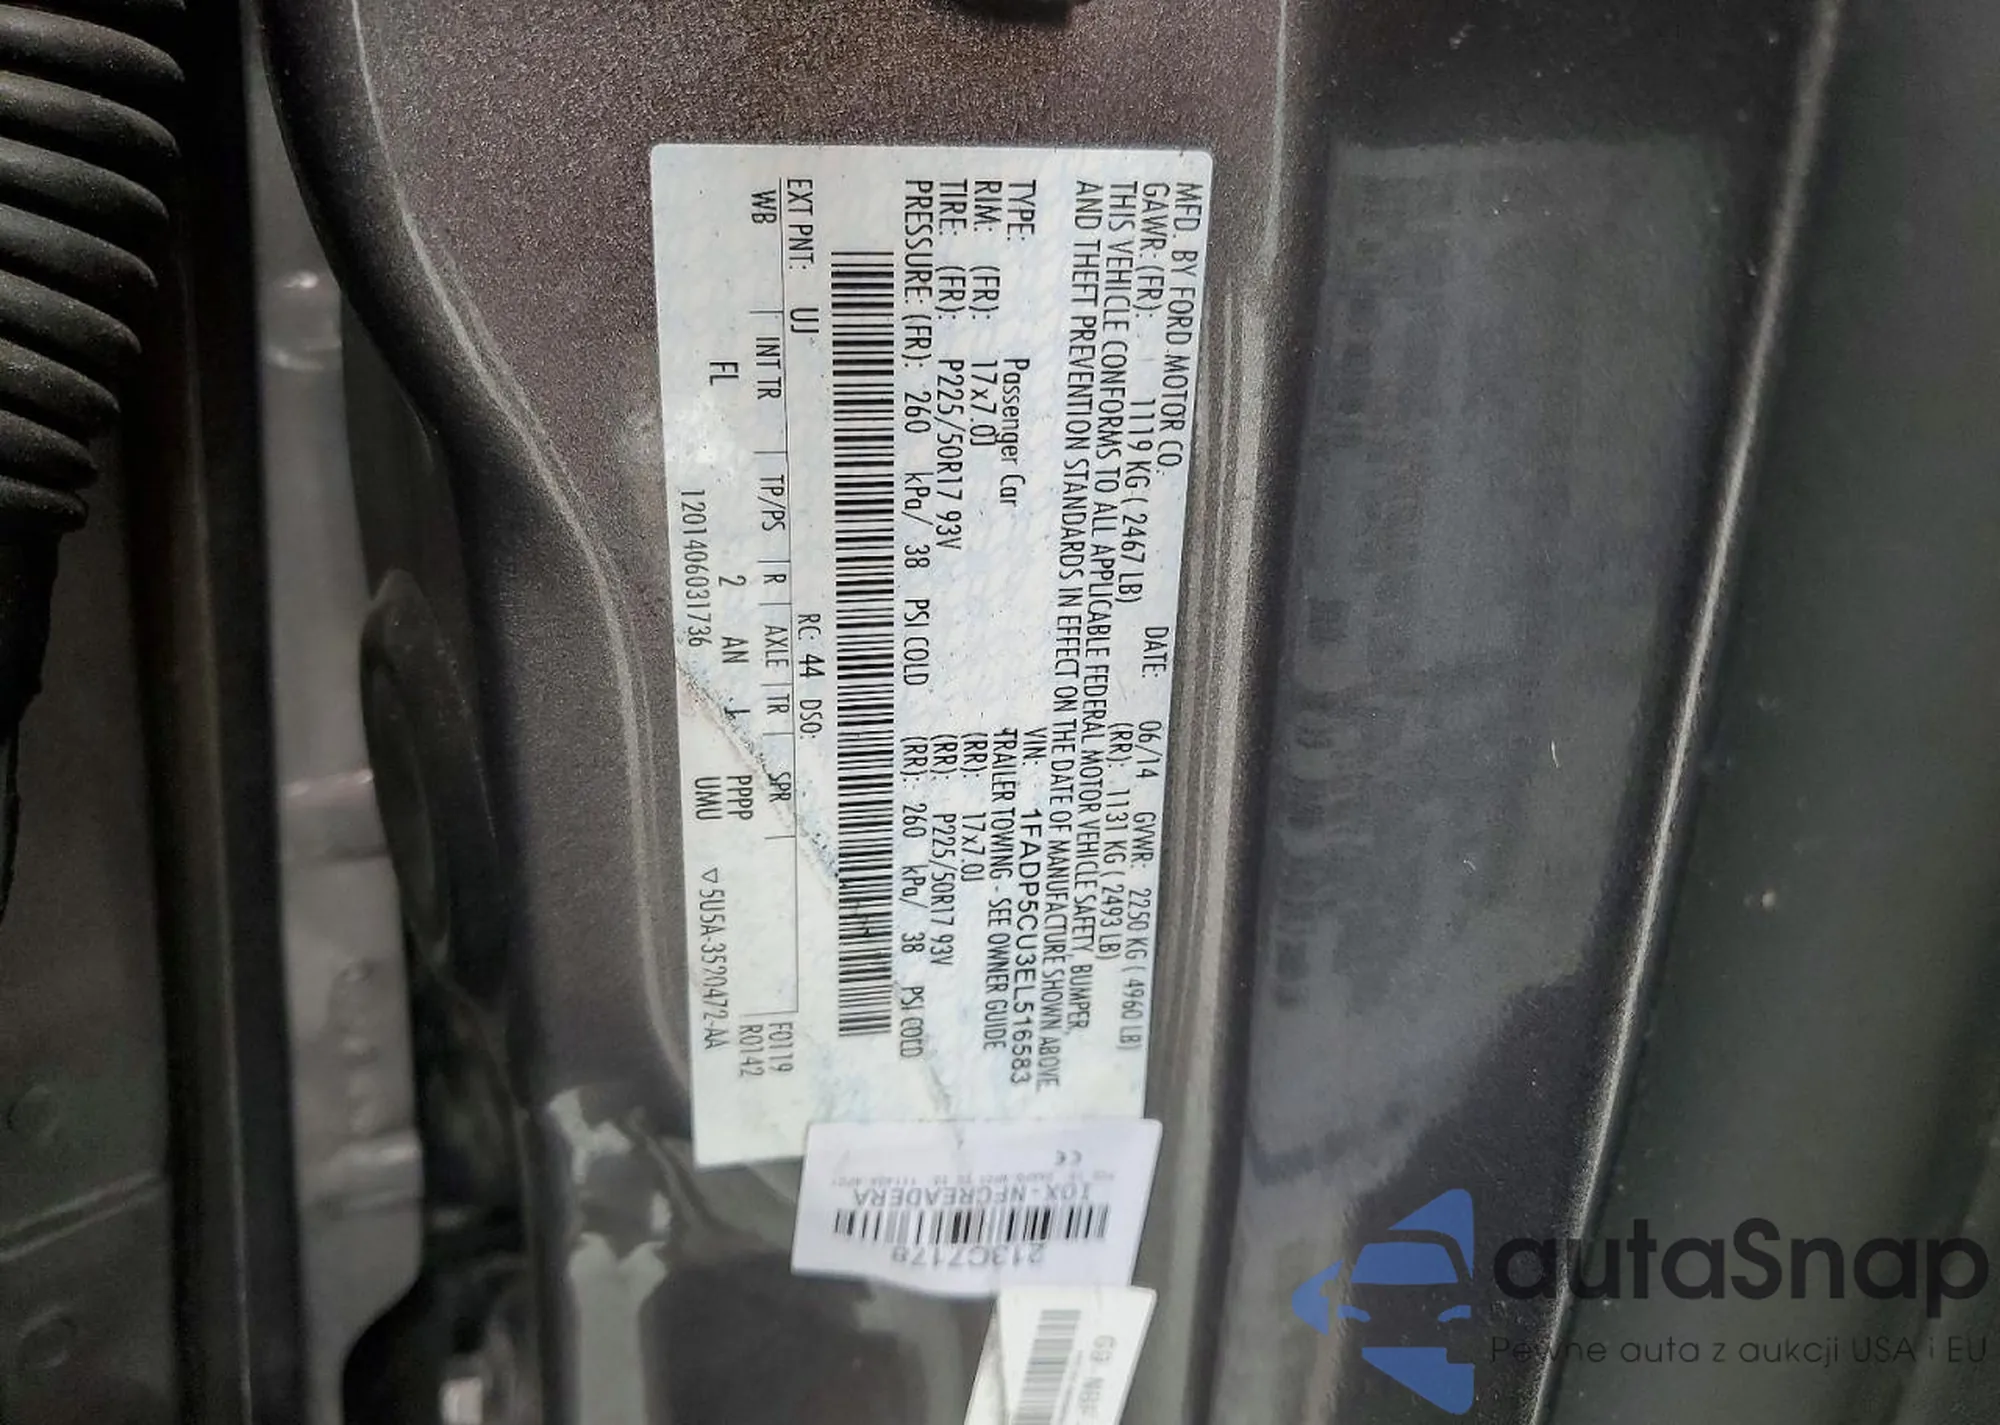 MFD. BY FORD MOTOR CO.
DATE: 06/14 GVWR: 2250 KG ( 4960 LB)
GAWR: (FR): 1119 KG ( 2467 LB) (RR): 1131 KG ( 2493 LB)
THIS VEHICLE CONFORMS TO ALL APPLICABLE FEDERAL MOTOR VEHICLE SAFETY, BUMPER,
AND THEFT PREVENTION STANDARDS IN EFFECT ON THE DATE OF MANUFACTURE SHOWN ABOVE.
VIN: 1FADP5CU3EL516583
TYPE: Passenger Car TRAILER TOWING - SEE OWNER GUIDE
RIM: (FR): 17x7.0J (RR): 17x7.0J
TIRE: (FR): P225/50R17 93V (RR): P225/50R17 93V
PRESSURE: (FR): 260 kPa/ 38 PSI COLD (RR): 260 kPa/ 38 PSI COLD
EXT PNT: UJ RC: 44 DSO: F0119
WB INT TR TP/PS R AXLE TR SPR R0142
FL 2 AN J PPPP
UMU
1201406031736 ▽5U5A-3520472-AA
IOX-NFCREADERA
213C7178
autaSnap
Pewne auta z aukcji USA i EU